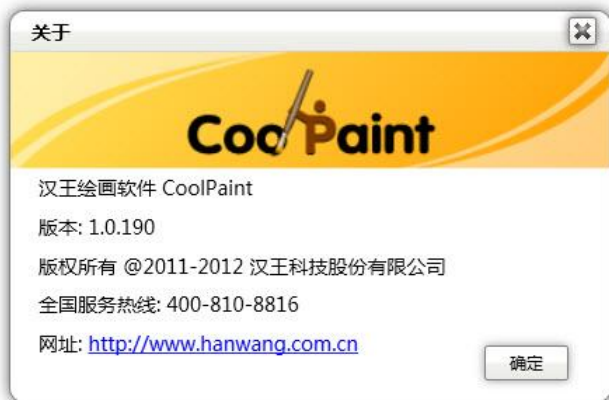 关于
CoolPaint
汉王绘画软件 CoolPaint
版本: 1.0.190
版权所有 @2011-2012 汉王科技股份有限公司
全国服务热线: 400-810-8816
网址: http://www.hanwang.com.cn
确定